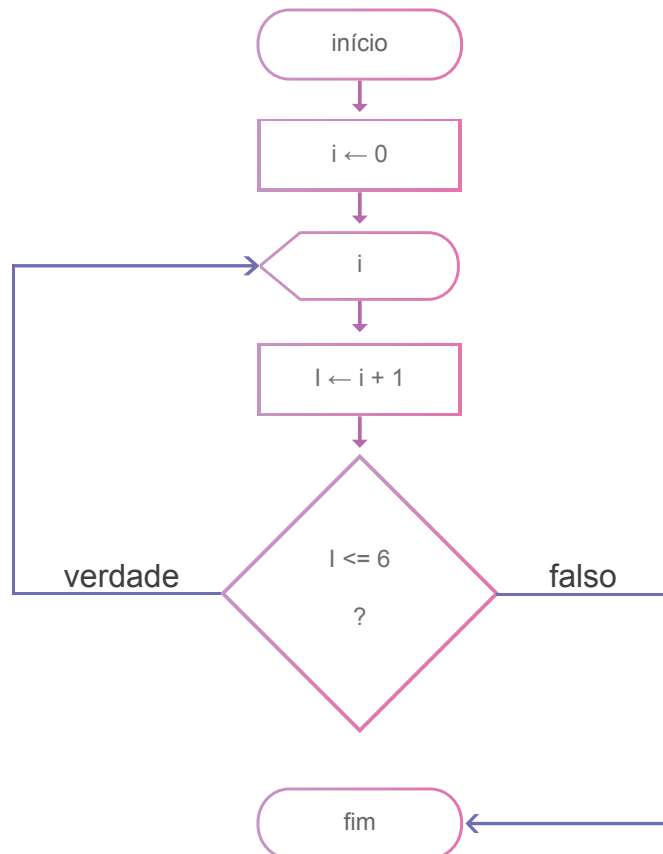 início
i ← 0
i
I ← i + 1
I <= 6
?
verdade
falso
fim